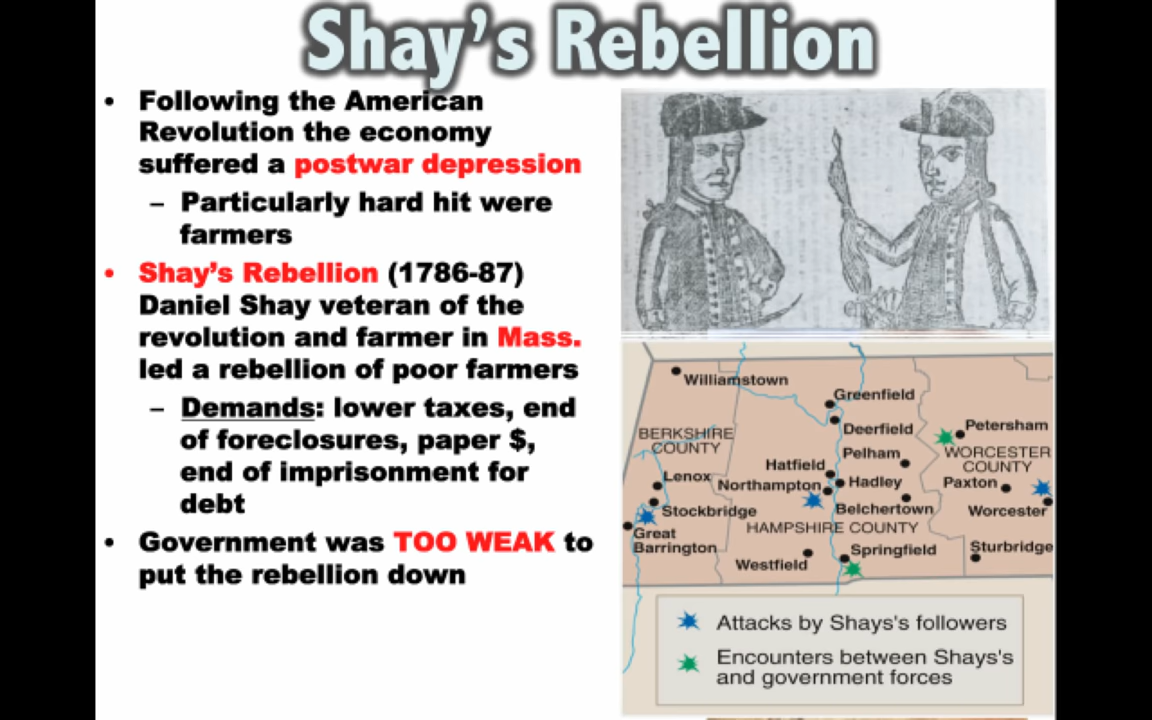 Shay's Rebellion
• Following the American
Revolution the economy
suffered a postwar depression
– Particularly hard hit were
farmers
• Shay's Rebellion (1786-87)
Daniel Shay veteran of the
revolution and farmer in Mass.
led a rebellion of poor farmers
– Demands: lower taxes, end
of foreclosures, paper $,
end of imprisonment for
debt
• Government was TOO WEAK to
put the rebellion down
Williamstown
Greenfield
Deerfield
Petersham
BERKSHIRE
COUNTY
Pelham
WORCESTER
COUNTY
Hatfield
Lenox
Northampton
Hadley
Paxton
Stockbridge
Belchertown
Worcester
Great
Barrington
HAMPSHIRE COUNTY
Springfield
Sturbridge
Westfield
Attacks by Shays's followers
Encounters between Shays's
and government forces